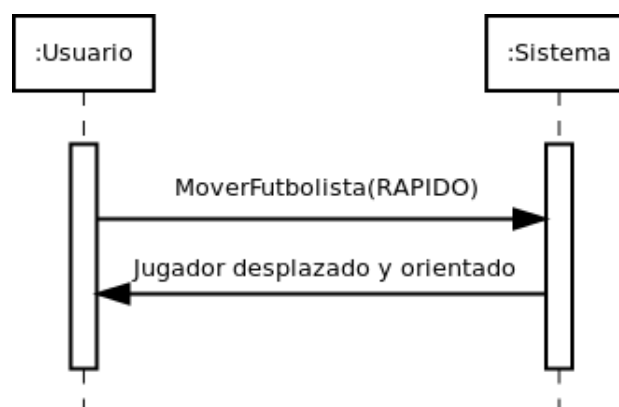 :Usuario
:Sistema
MoverFutbolista(RAPIDO)
Jugador desplazado y orientado